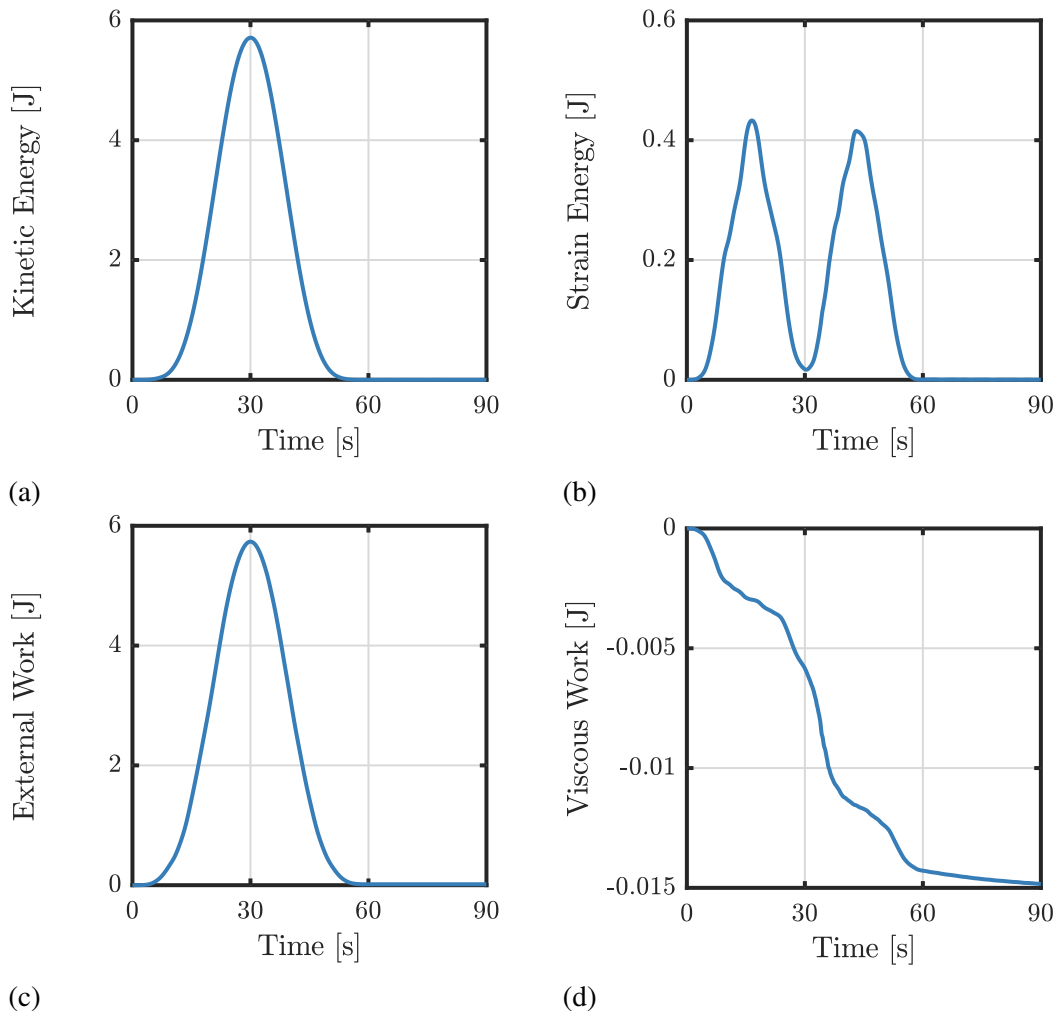 Kinetic Energy [J]
6
4
2
0
0 30 60 90
Time [s]
(a)
Strain Energy [J]
0.6
0.4
0.2
0
0 30 60 90
Time [s]
(b)
External Work [J]
6
4
2
0
0 30 60 90
Time [s]
(c)
Viscous Work [J]
0
-0.005
-0.01
-0.015
0 30 60 90
Time [s]
(d)